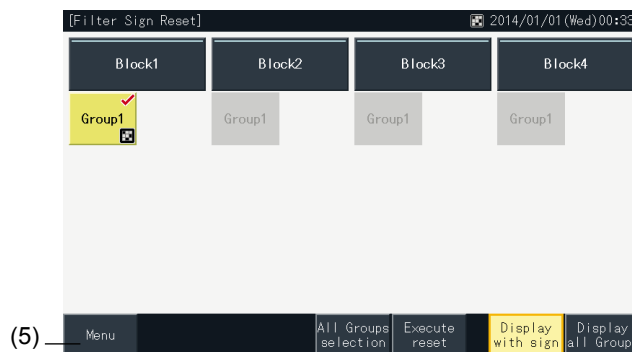 [Filter Sign Reset] 2014/01/01(Wed)00:33
Block1 Block2 Block3 Block4
Group1 Group1 Group1 Group1
(5) Menu
All Groups selection
Execute reset
Display with sign
Display all Group